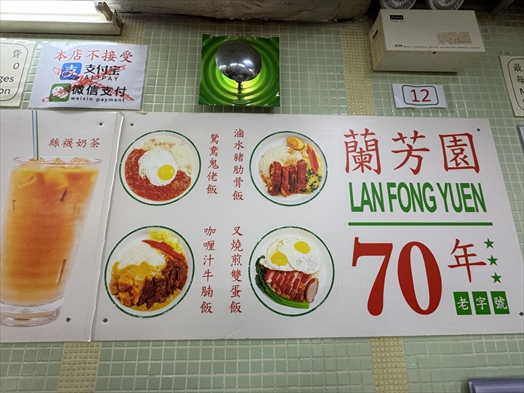 本店不接受
支付宝
ALIPAY
微信支付
weixin payment
12
絲襪奶茶
鴛鴦鬼佬飯
滷水豬肋骨飯
咖喱汁牛腩飯
叉燒煎雙蛋飯
蘭芳園
LAN FONG YUEN
70年
老字號